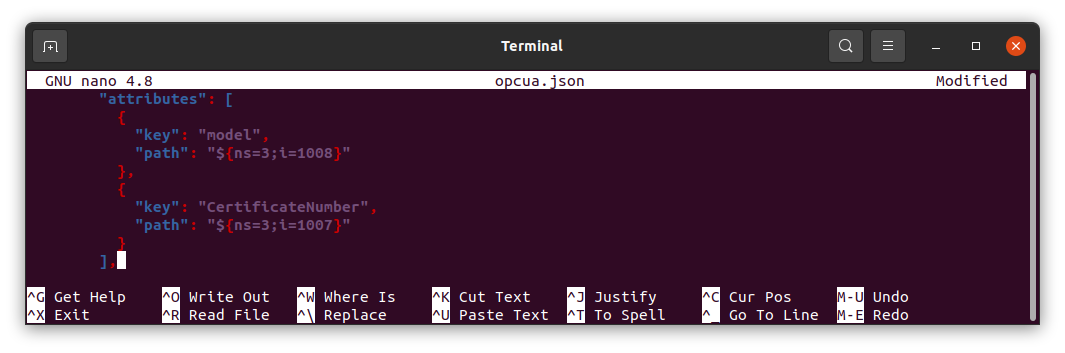 Terminal
GNU nano 4.8 opcua.json Modified
"attributes": [
{
"key": "model",
"path": "${ns=3;i=1008}"
},
{
"key": "CertificateNumber",
"path": "${ns=3;i=1007}"
}
],
^G Get Help ^O Write Out ^W Where Is ^K Cut Text ^J Justify ^C Cur Pos M-U Undo
^X Exit ^R Read File ^\ Replace ^U Paste Text ^T To Spell ^_ Go To Line M-E Redo